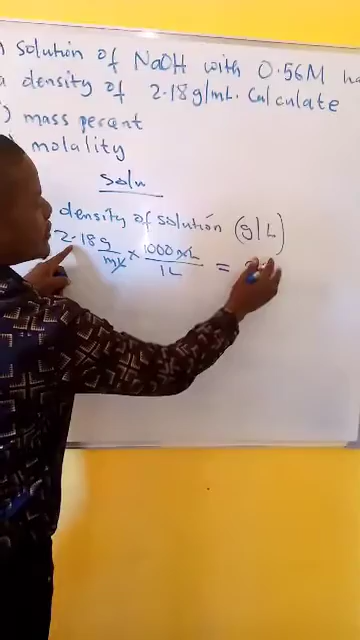 solution of NaOH with 0.56M ha
a density of 2.18g/mL. Calculate
) mass percent
molality
Soln
density of solution (g/L)
2.18g/mL × 1000mL/1L =